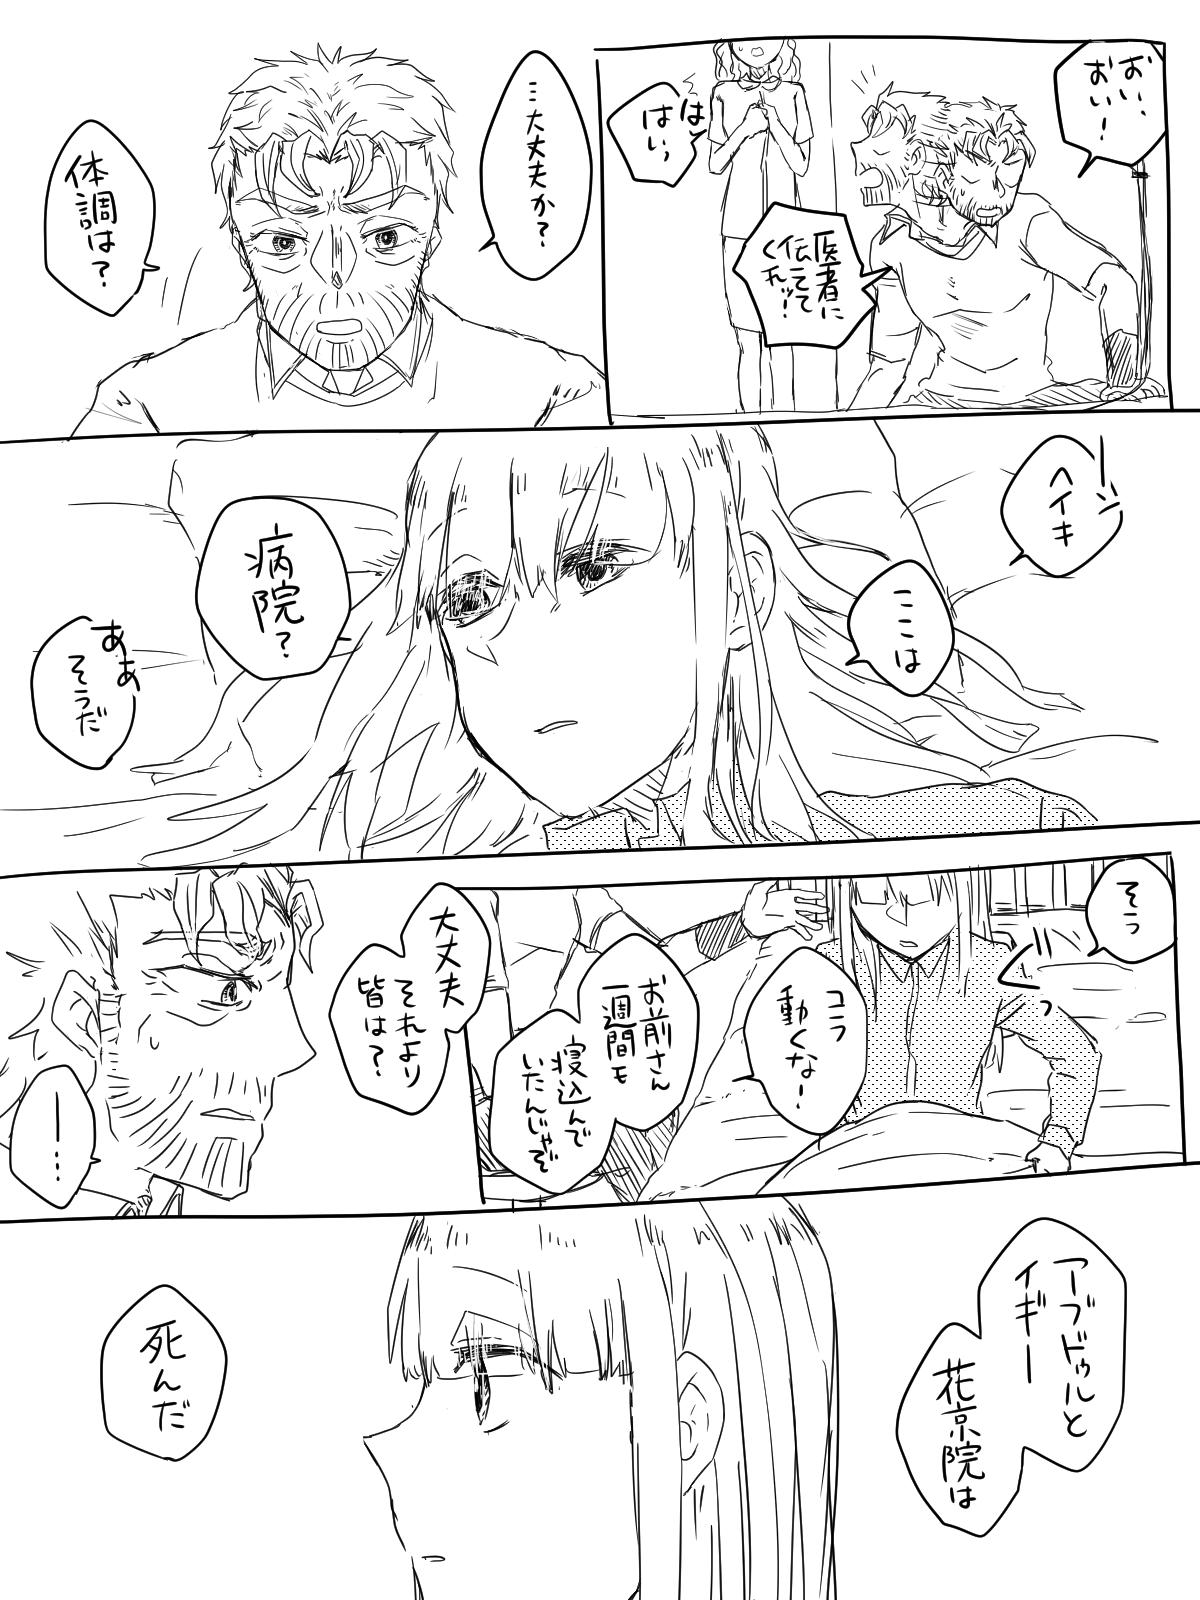 おい、
おい！
はい，
はっ
医者に
伝えて
くれッ！
…大丈夫か？
体調は？
ヘイキ
ここは
病院？
ああ
そうだ
そう
コラ
動くな！
お前さん
一週間も
寝込んで
いたんじゃぞ
大丈夫
それより
皆は？
―…
アブドゥルと
イギー
花京院は
死んだ